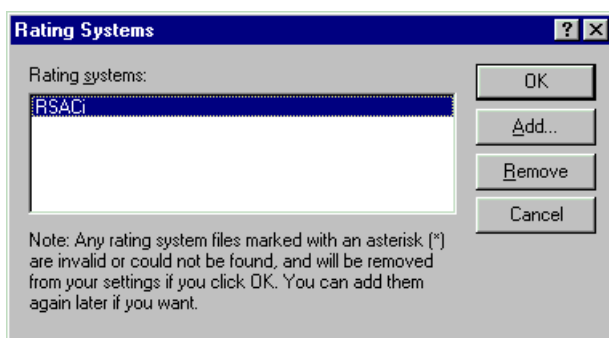 Rating Systems
Rating systems:
RSACi
OK
Add...
Remove
Cancel
Note: Any rating system files marked with an asterisk (*)
are invalid or could not be found, and will be removed
from your settings if you click OK. You can add them
again later if you want.